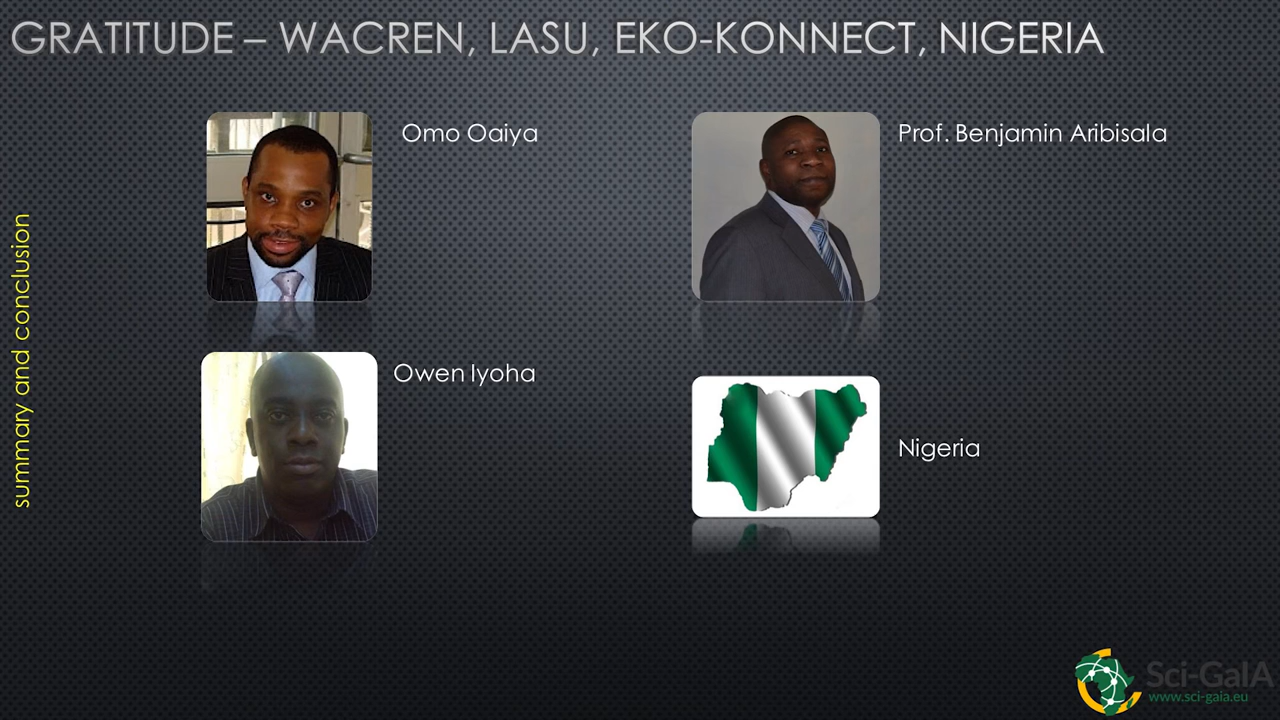 GRATITUDE – WACREN, LASU, EKO-KONNECT, NIGERIA
summary and conclusion
Omo Oaiya
Prof. Benjamin Aribisala
Owen Iyoha
Nigeria
Sci-GaIA
www.sci-gaia.eu